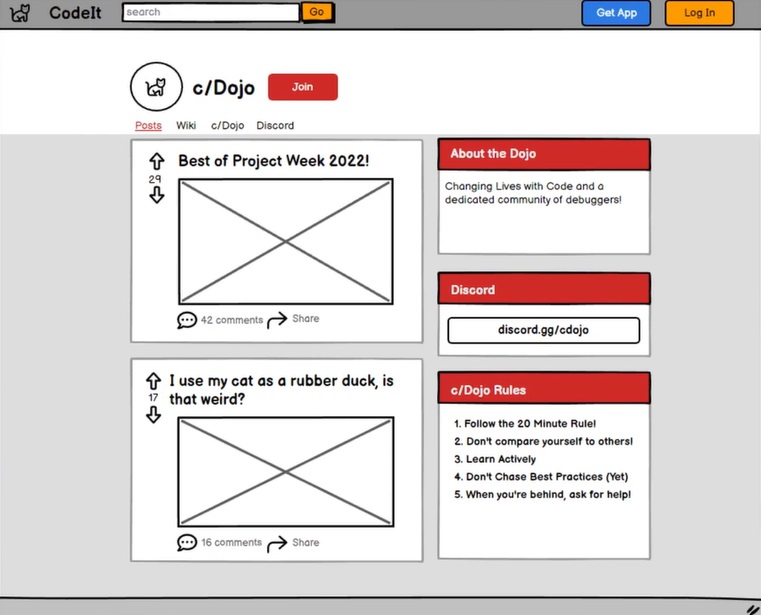 CodeIt
search
Go
Get App
Log In
c/Dojo
Join
Posts Wiki c/Dojo Discord
Best of Project Week 2022!
29
42 comments
Share
I use my cat as a rubber duck, is
that weird?
17
16 comments
Share
About the Dojo
Changing Lives with Code and a
dedicated community of debuggers!
Discord
discord.gg/cdojo
c/Dojo Rules
1. Follow the 20 Minute Rule!
2. Don't compare yourself to others!
3. Learn Actively
4. Don't Chase Best Practices (Yet)
5. When you're behind, ask for help!